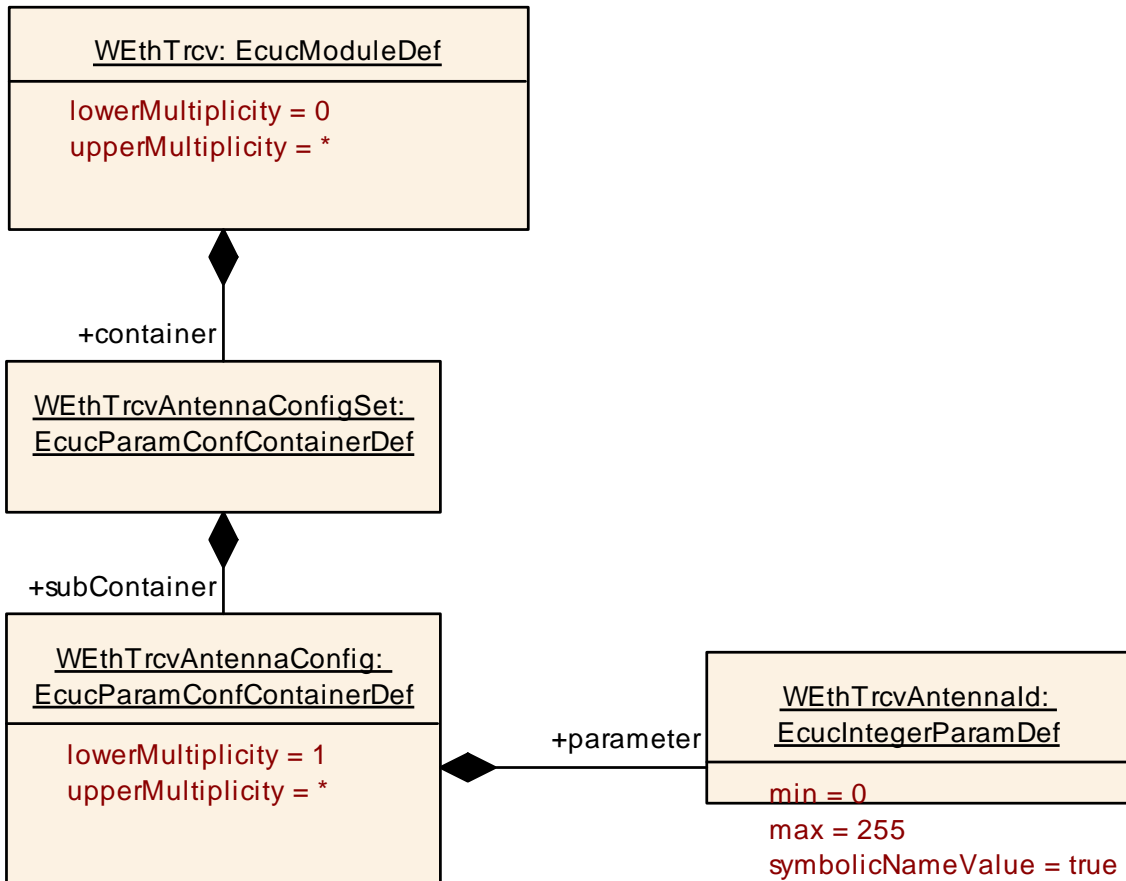 WEthTrcv: EcucModuleDef
lowerMultiplicity = 0
upperMultiplicity = *
+container
WEthTrcvAntennaConfigSet:
EcucParamConfContainerDef
+subContainer
WEthTrcvAntennaConfig:
EcucParamConfContainerDef
lowerMultiplicity = 1
upperMultiplicity = *
+parameter
WEthTrcvAntennaId:
EcucIntegerParamDef
min = 0
max = 255
symbolicNameValue = true